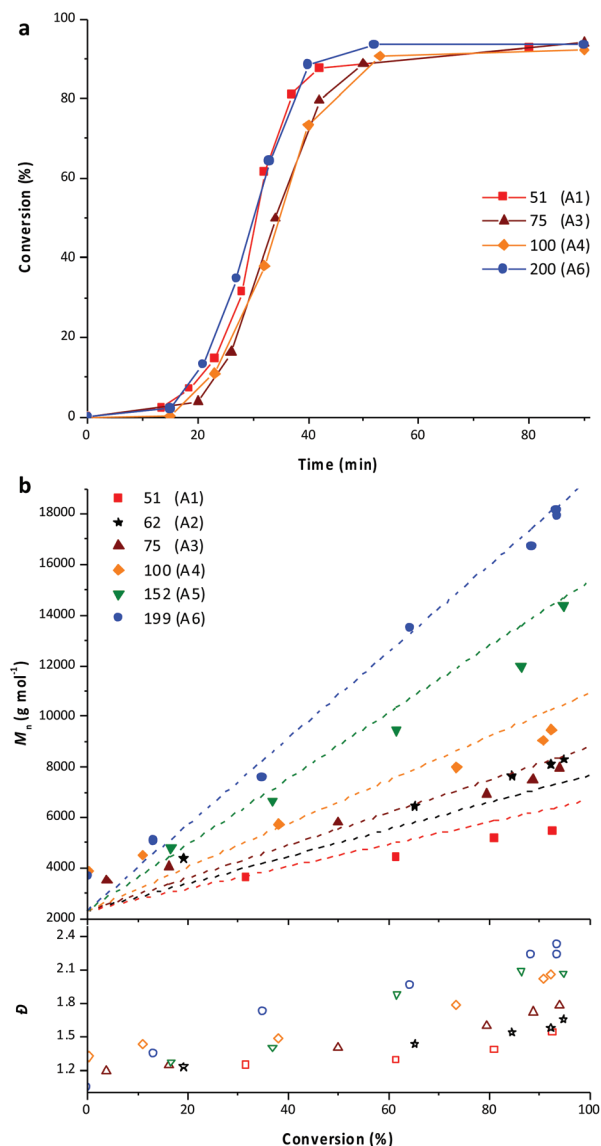 a
100
80
60
40
20
0
Conversion (%)
51 (A1)
75 (A3)
100 (A4)
200 (A6)
0 20 40 60 80
Time (min)
b
51 (A1)
62 (A2)
75 (A3)
100 (A4)
152 (A5)
199 (A6)
18000
16000
14000
12000
10000
8000
6000
4000
2000
Mn (g mol-1)
2.4
2.1
1.8
1.5
1.2
Đ
0 20 40 60 80 100
Conversion (%)